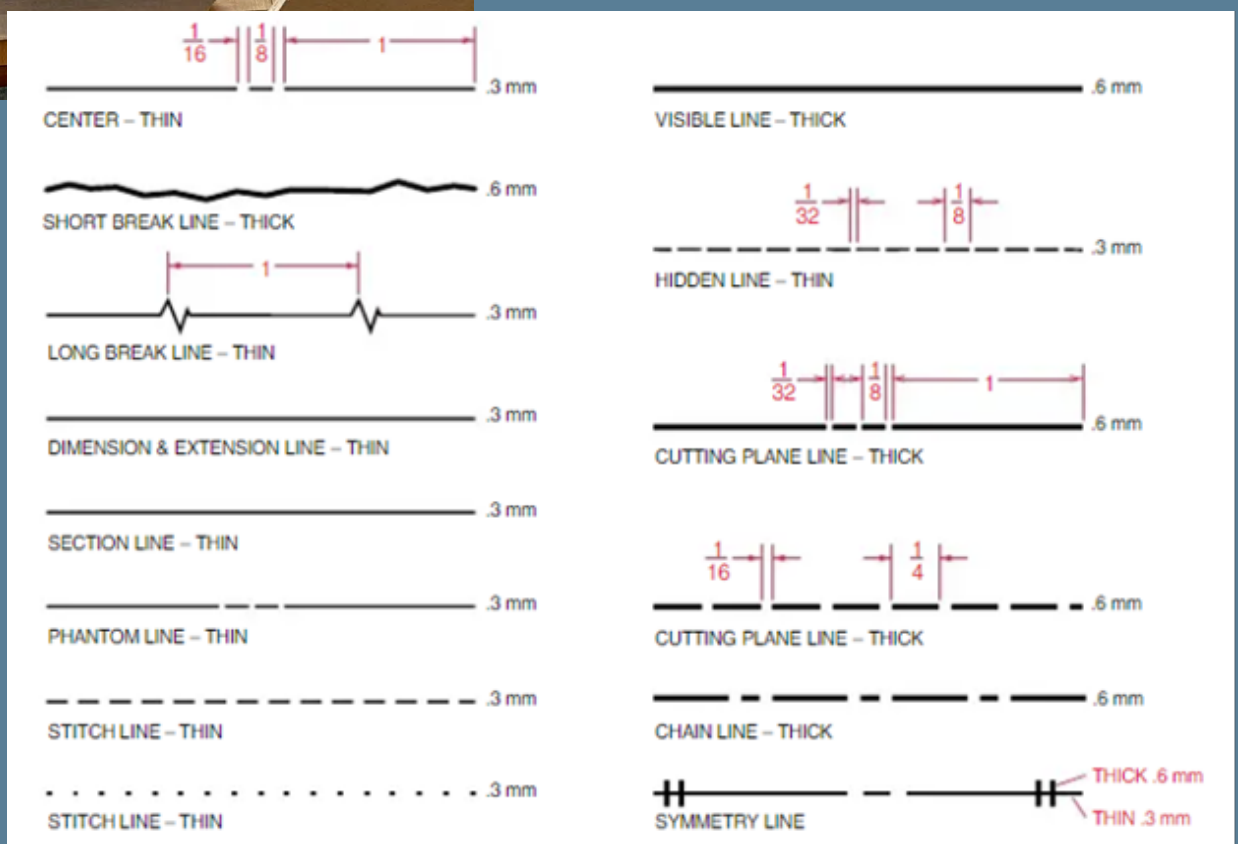 1/16 1/8 1
.3 mm
CENTER – THIN
.6 mm
SHORT BREAK LINE – THICK
1
.3 mm
LONG BREAK LINE – THIN
.3 mm
DIMENSION & EXTENSION LINE – THIN
.3 mm
SECTION LINE – THIN
.3 mm
PHANTOM LINE – THIN
.3 mm
STITCH LINE – THIN
.3 mm
STITCH LINE – THIN
.6 mm
VISIBLE LINE – THICK
1/32 1/8
.3 mm
HIDDEN LINE – THIN
1/32 1/8 1
.6 mm
CUTTING PLANE LINE – THICK
1/16 1/4
.6 mm
CUTTING PLANE LINE – THICK
.6 mm
CHAIN LINE – THICK
THICK .6 mm
THIN .3 mm
SYMMETRY LINE